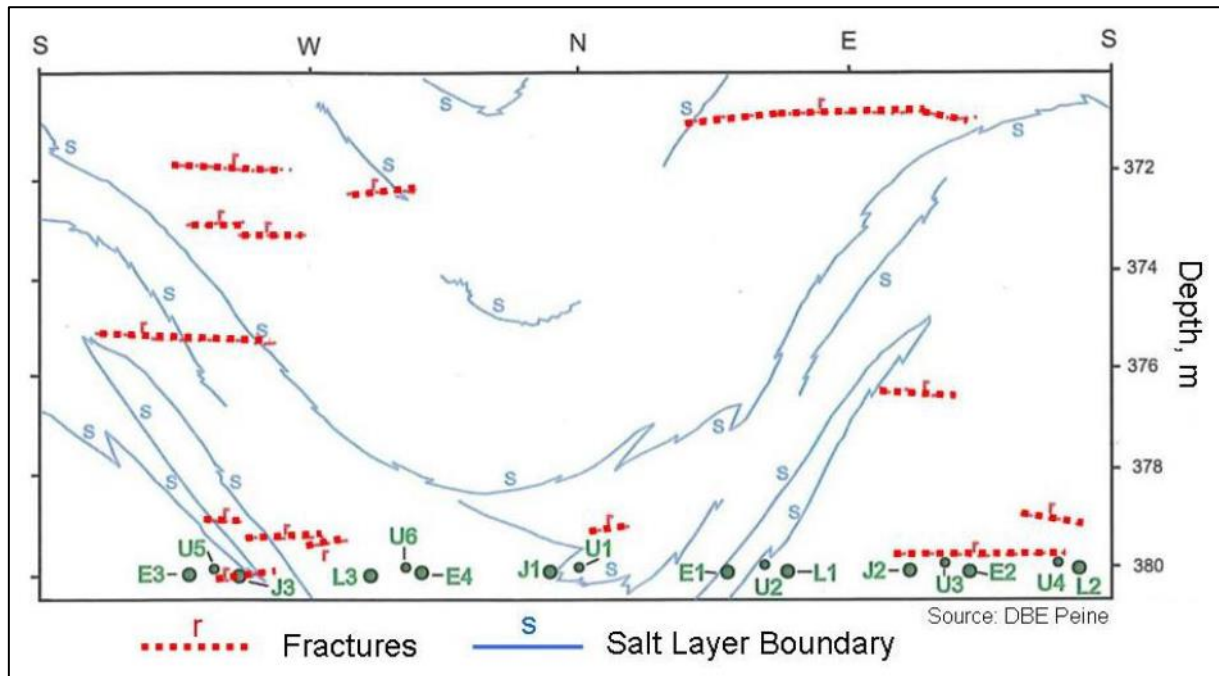 S W N E S
r
s
s
s
s
r
s
372
r
r
r
r
s
374
s
s
r
s
s
376
r
s
s
s
s
s
s
378
s
r
s
r
r
r
r
r
U5 U6 U1
E3 J3 L3 E4 J1 s E1 U2 L1 J2 U3 E2 U4 L2 380
r
Depth, m
Source: DBE Peine
r Fractures s Salt Layer Boundary